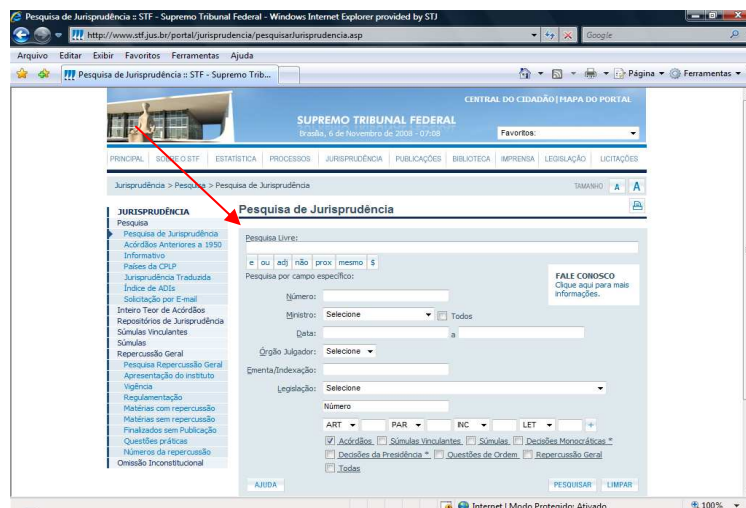 Pesquisa de Jurisprudência :: STF - Supremo Tribunal Federal - Windows Internet Explorer provided by STJ
http://www.stf.jus.br/portal/jurisprudencia/pesquisarJurisprudencia.asp
Google
Arquivo Editar Exibir Favoritos Ferramentas Ajuda
Pesquisa de Jurisprudência :: STF - Supremo Trib...
Página Ferramentas
CENTRAL DO CIDADÃO | MAPA DO PORTAL
SUPREMO TRIBUNAL FEDERAL
Brasília, 6 de Novembro de 2008 - 07:08
Favoritos:
PRINCIPAL SOBRE O STF ESTATÍSTICA PROCESSOS JURISPRUDÊNCIA PUBLICAÇÕES BIBLIOTECA IMPRENSA LEGISLAÇÃO LICITAÇÕES
Jurisprudência > Pesquisa > Pesquisa de Jurisprudência
TAMANHO A A
JURISPRUDÊNCIA
Pesquisa
Pesquisa de Jurisprudência
Acórdãos Anteriores a 1950
Informativo
Países da CPLP
Jurisprudência Traduzida
Índice de ADIs
Solicitação por E-mail
Inteiro Teor de Acórdãos
Repositórios de Jurisprudência
Súmulas Vinculantes
Súmulas
Repercussão Geral
Pesquisa Repercussão Geral
Apresentação do instituto
Vigência
Regulamentação
Matérias com repercussão
Matérias sem repercussão
Finalizados sem Publicação
Questões práticas
Números da repercussão
Omissão Inconstitucional
Pesquisa de Jurisprudência
Pesquisa Livre:
e ou adj não prox mesmo $
Pesquisa por campo específico:
FALE CONOSCO
Clique aqui para mais
informações.
Número:
Ministro: Selecione Todos
Data: a
Órgão Julgador: Selecione
Ementa/Indexação:
Legislação: Selecione
Número
ART PAR INC LET +
Acórdãos Súmulas Vinculantes Súmulas Decisões Monocráticas *
Decisões da Presidência * Questões de Ordem Repercussão Geral
Todas
AJUDA PESQUISAR LIMPAR
Internet | Modo Protegido: Ativado 100%